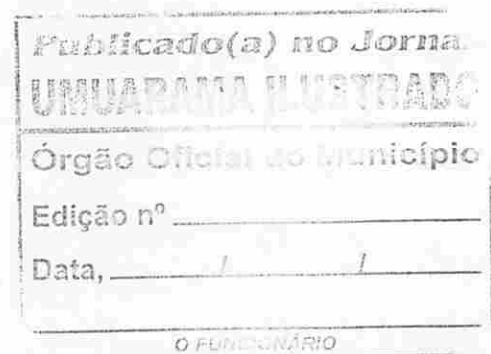 Publicado(a) no Jorna
UMUARAMA ILUSTRADO
Órgão Oficial do Município
Edição nº
Data, / /
O FUNCIONÁRIO